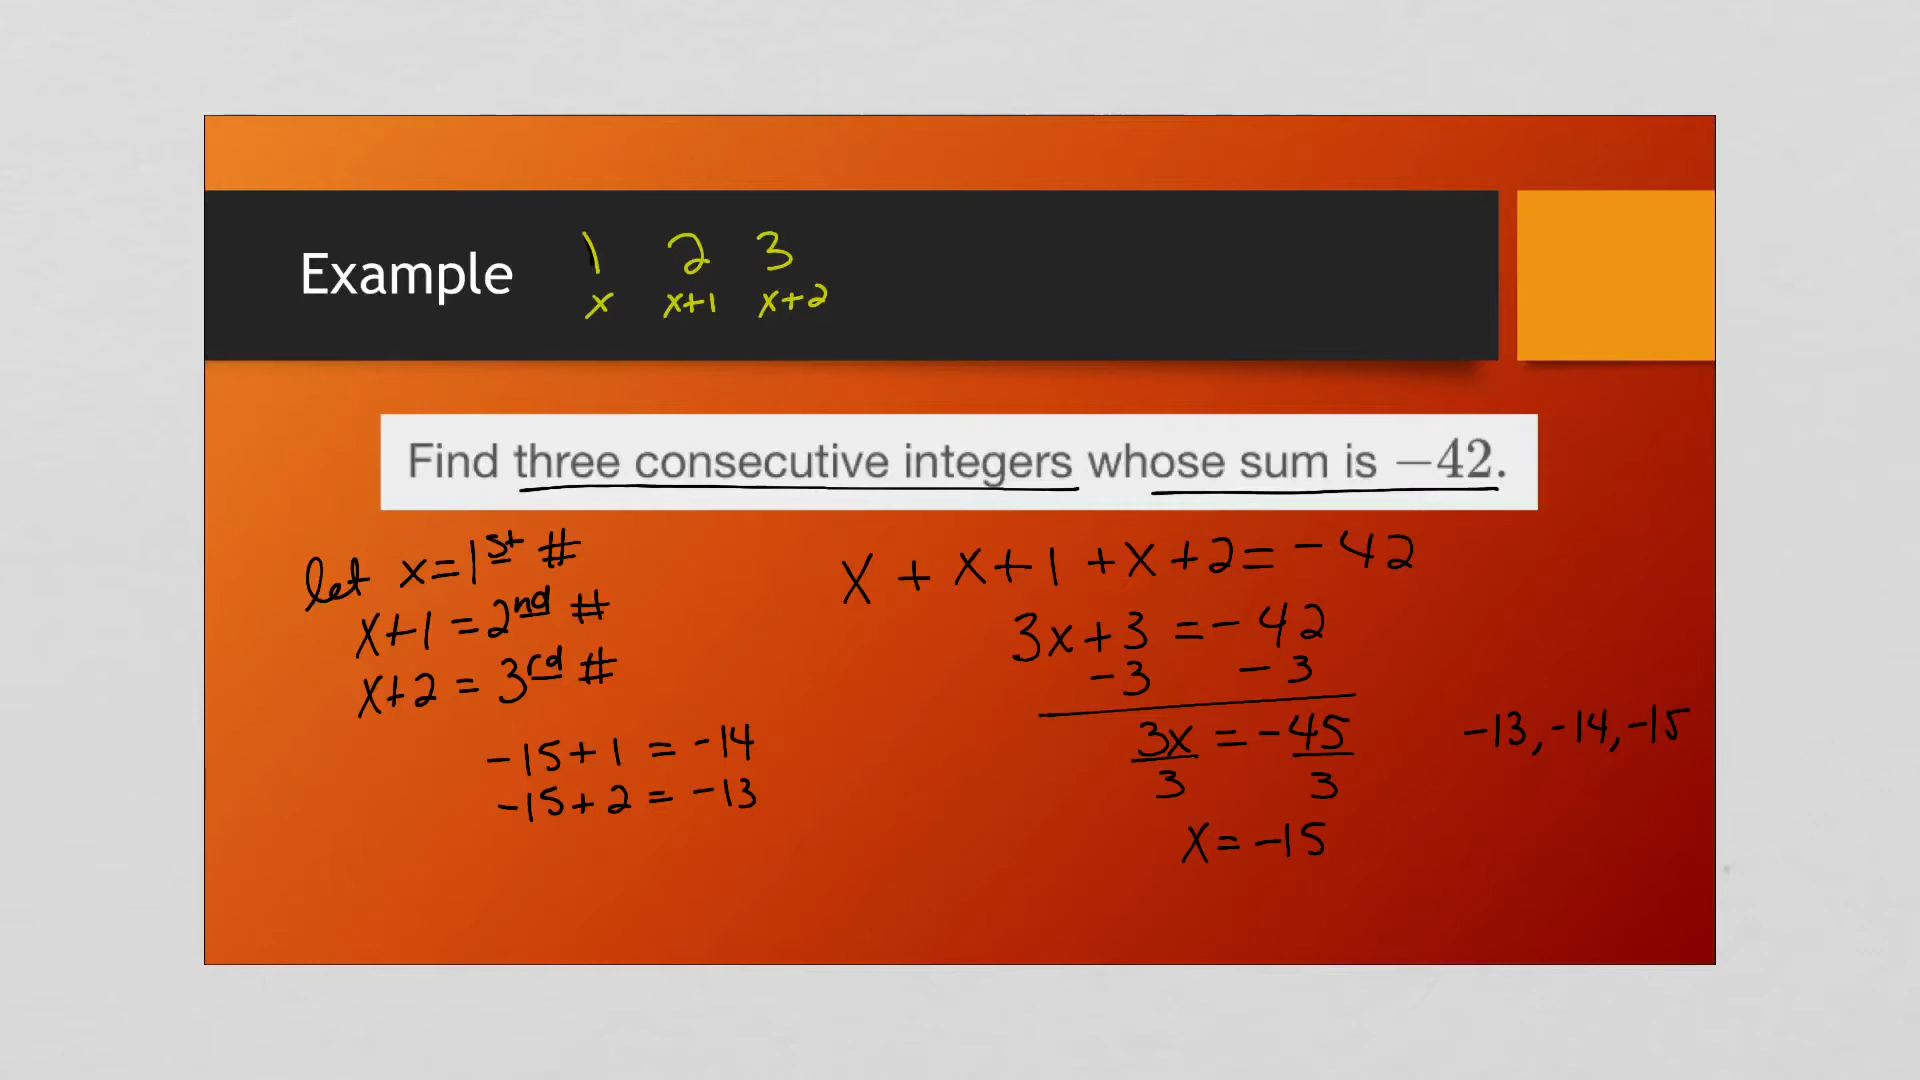 Example 1 2 3
x x+1 x+2
Find three consecutive integers whose sum is −42.
let x=1st #
x+1 = 2nd #
x+2 = 3rd #
-15+1 = -14
-15+2 = -13
x + x+1 +x+2= -42
3x+3 = -42
-3 -3
3x = -45
3 3
x = -15
-13, -14, -15